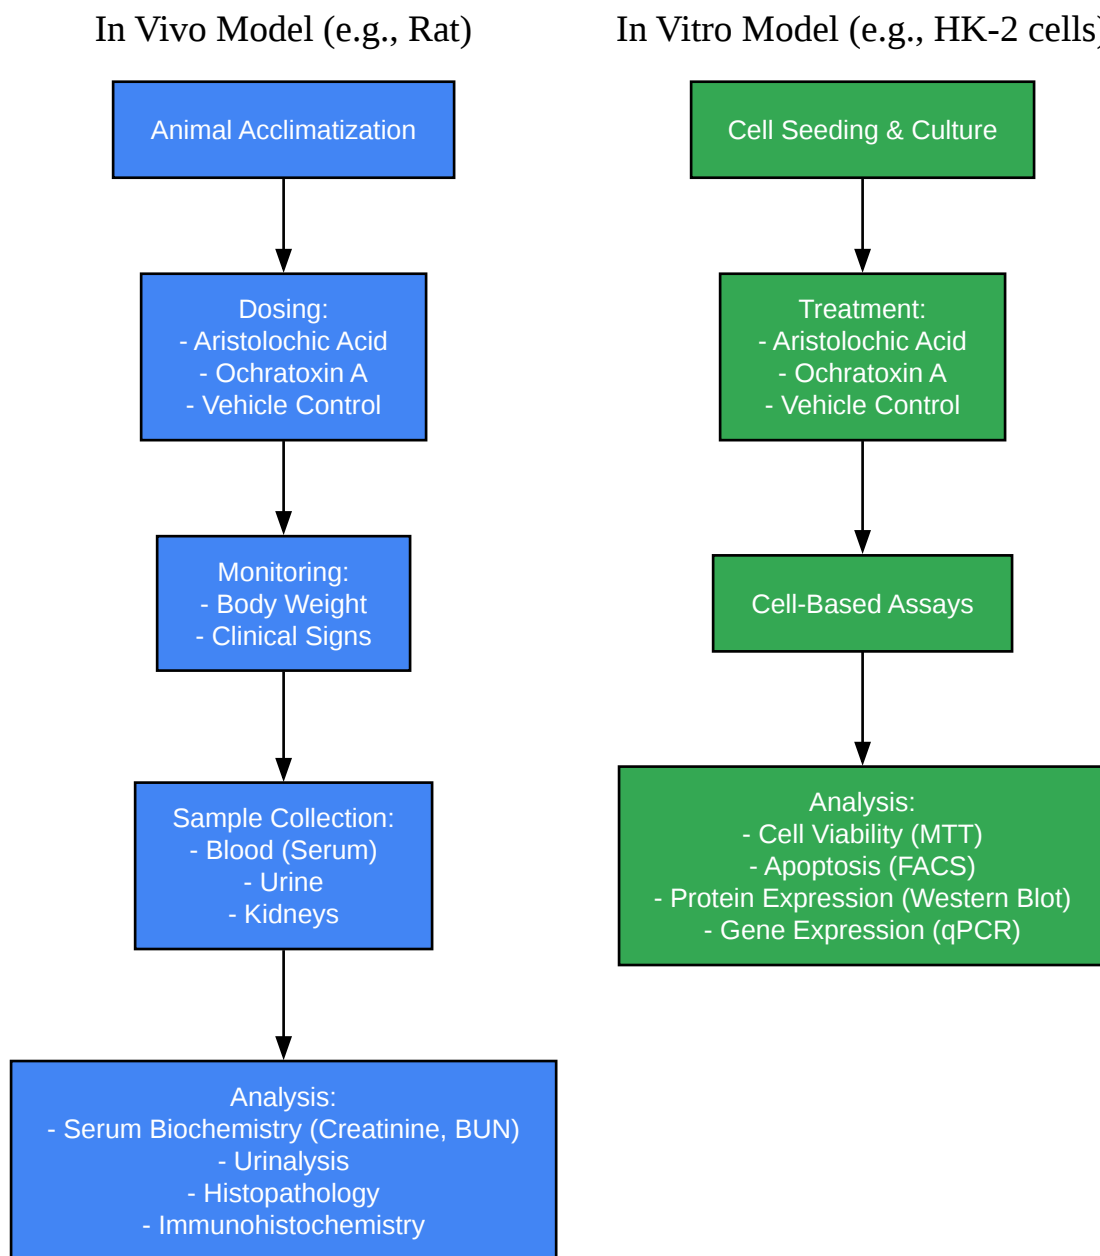 In Vivo Model (e.g., Rat)
Animal Acclimatization
Dosing:
- Aristolochic Acid
- Ochratoxin A
- Vehicle Control
Monitoring:
- Body Weight
- Clinical Signs
Sample Collection:
- Blood (Serum)
- Urine
- Kidneys
Analysis:
- Serum Biochemistry (Creatinine, BUN)
- Urinalysis
- Histopathology
- Immunohistochemistry
In Vitro Model (e.g., HK-2 cells)
Cell Seeding & Culture
Treatment:
- Aristolochic Acid
- Ochratoxin A
- Vehicle Control
Cell-Based Assays
Analysis:
- Cell Viability (MTT)
- Apoptosis (FACS)
- Protein Expression (Western Blot)
- Gene Expression (qPCR)